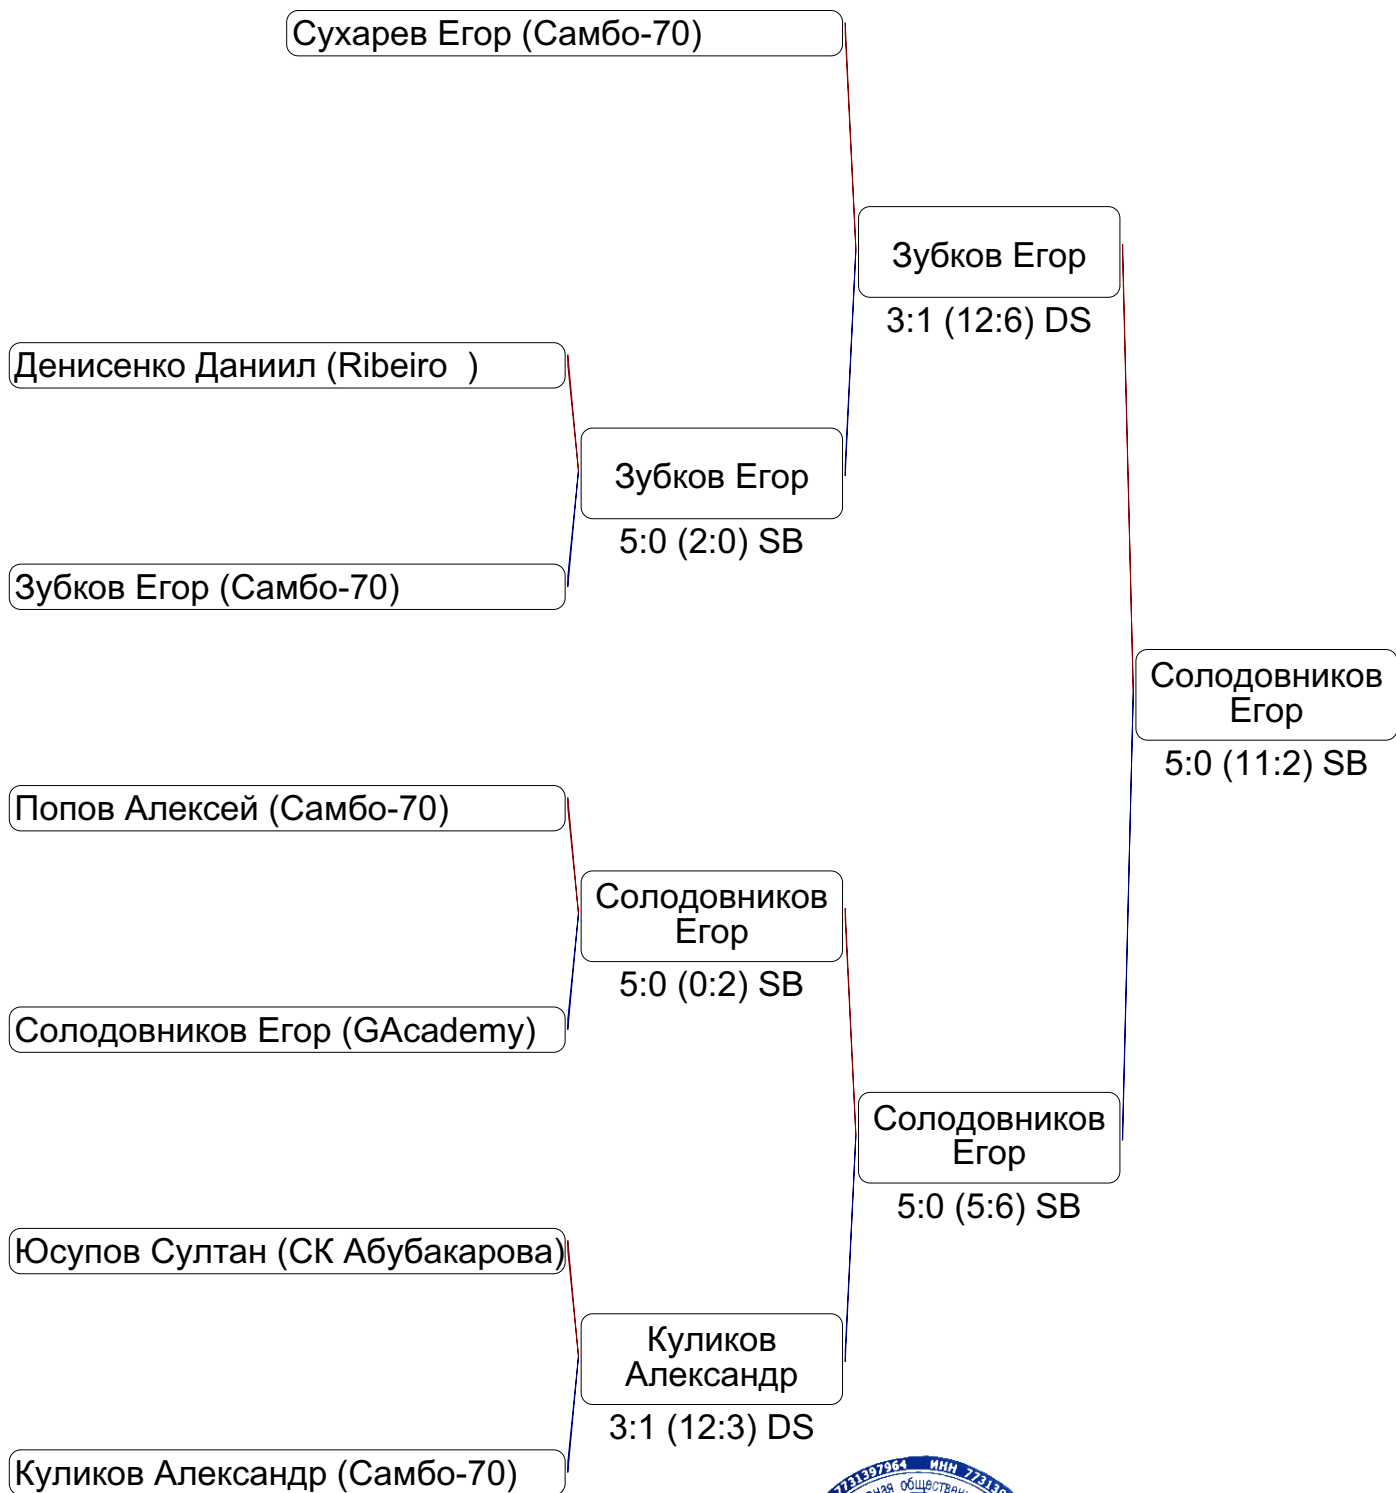 Сухарев Егор (Самбо-70)
Зубков Егор
3:1 (12:6) DS
Денисенко Даниил (Ribeiro )
Зубков Егор
5:0 (2:0) SB
Зубков Егор (Самбо-70)
Солодовников
Егор
5:0 (11:2) SB
Попов Алексей (Самбо-70)
Солодовников
Егор
5:0 (0:2) SB
Солодовников Егор (GAcademy)
Солодовников
Егор
5:0 (5:6) SB
Юсупов Султан (СК Абубакарова)
Куликов
Александр
3:1 (12:3) DS
Куликов Александр (Самбо-70)
7731397964 ИНН